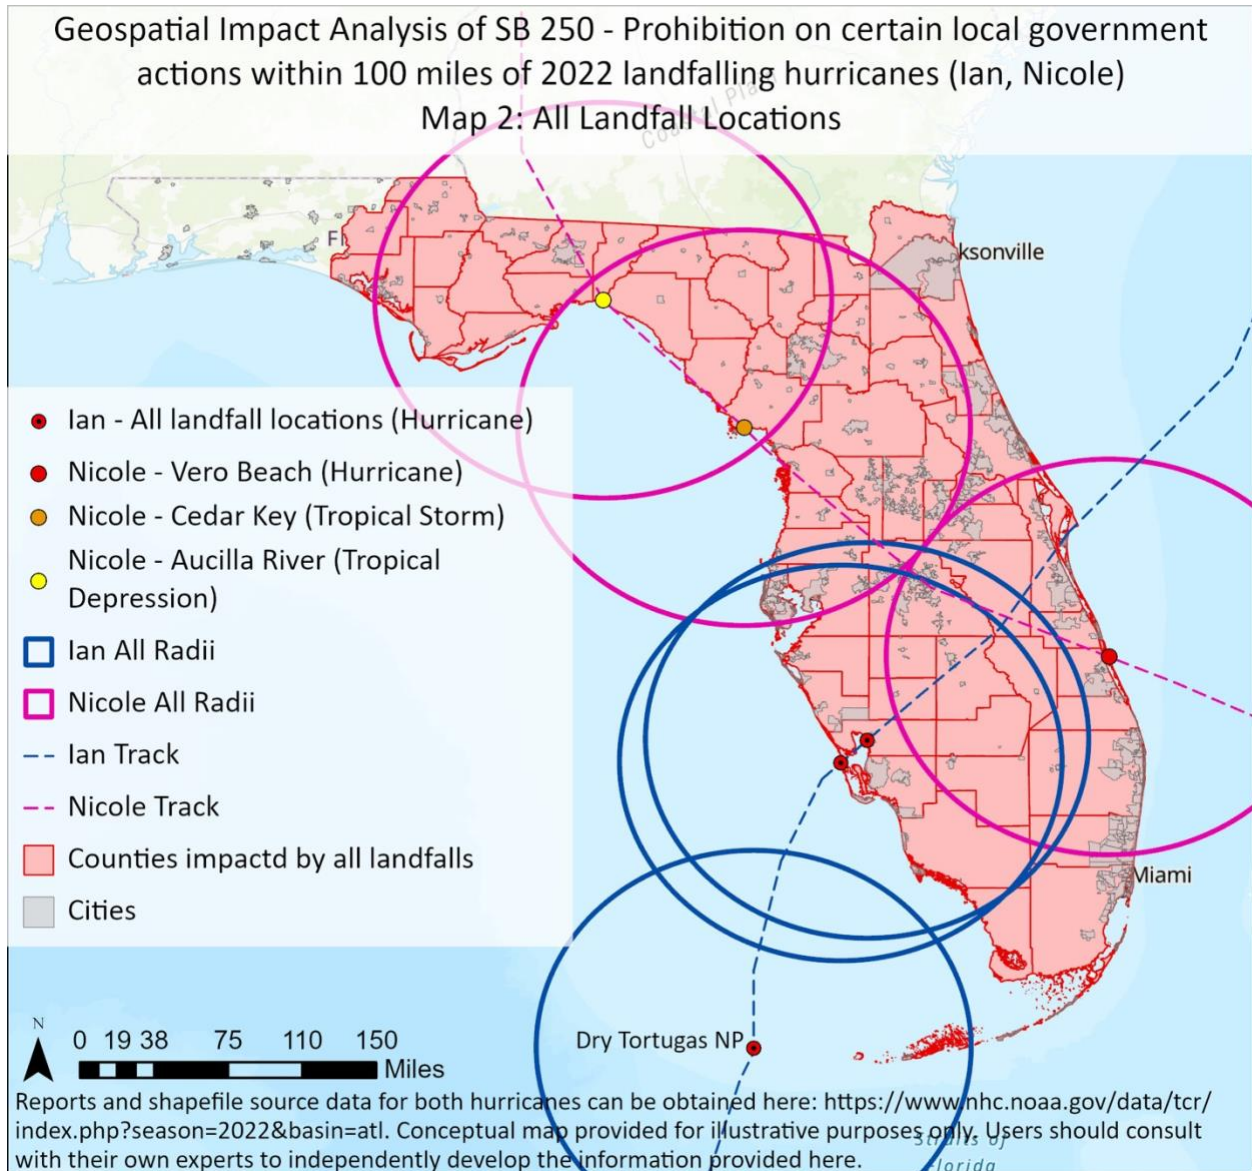 Geospatial Impact Analysis of SB 250 - Prohibition on certain local government
actions within 100 miles of 2022 landfalling hurricanes (Ian, Nicole)
Map 2: All Landfall Locations
Coastal Plain
Fl
ksonville
Ian - All landfall locations (Hurricane)
Nicole - Vero Beach (Hurricane)
Nicole - Cedar Key (Tropical Storm)
Nicole - Aucilla River (Tropical
Depression)
Ian All Radii
Nicole All Radii
Ian Track
Nicole Track
Counties impactd by all landfalls
Cities
Miami
Dry Tortugas NP
N
0 19 38 75 110 150
Miles
Reports and shapefile source data for both hurricanes can be obtained here: https://www.nhc.noaa.gov/data/tcr/
index.php?season=2022&basin=atl. Conceptual map provided for illustrative purposes only. Users should consult
with their own experts to independently develop the information provided here.
Straits of
Florida